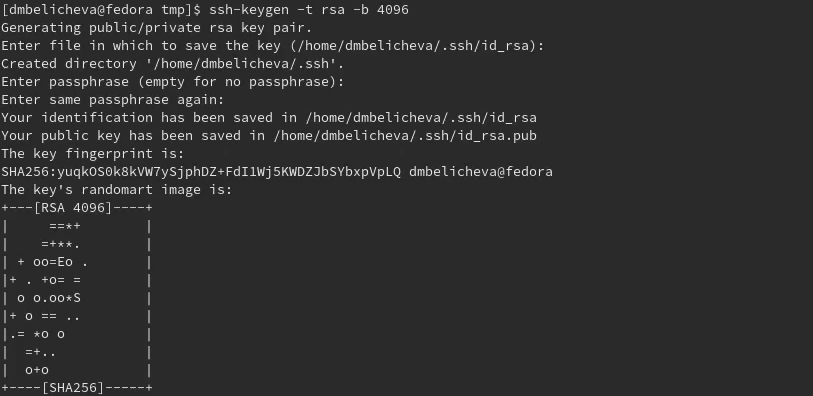 [dmbelicheva@fedora tmp]$ ssh-keygen -t rsa -b 4096
Generating public/private rsa key pair.
Enter file in which to save the key (/home/dmbelicheva/.ssh/id_rsa):
Created directory '/home/dmbelicheva/.ssh'.
Enter passphrase (empty for no passphrase):
Enter same passphrase again:
Your identification has been saved in /home/dmbelicheva/.ssh/id_rsa
Your public key has been saved in /home/dmbelicheva/.ssh/id_rsa.pub
The key fingerprint is:
SHA256:yuqkOS0k8kVW7ySjphDZ+FdI1Wj5KWDZJbSYbxpVpLQ dmbelicheva@fedora
The key's randomart image is:
+---[RSA 4096]----+
|     ==*+        |
|    =+**.        |
| + oo=Eo .       |
|+ . +o= =        |
| o o.oo*S        |
|+ o == ..        |
|.= *o o          |
|  =+..           |
|  o+o            |
+----[SHA256]-----+